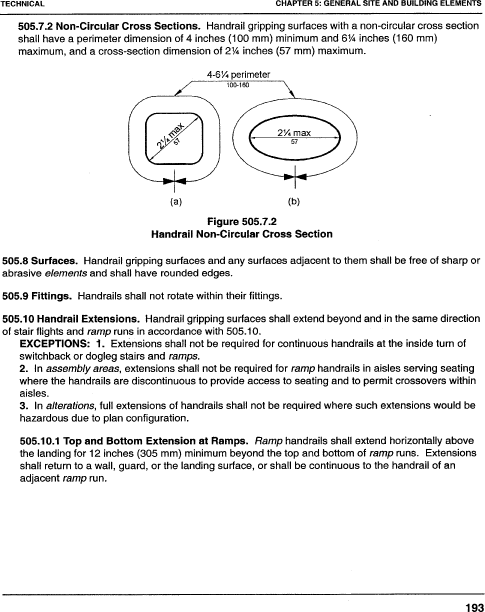 TECHNICAL
CHAPTER 5: GENERAL SITE AND BUILDING ELEMENTS
505.7.2 Non-Circular Cross Sections. Handrail gripping surfaces with a non-circular cross section
shall have a perimeter dimension of 4 inches (100 mm) minimum and 6¼ inches (160 mm)
maximum, and a cross-section dimension of 2¼ inches (57 mm) maximum.
4-6¼ perimeter
100-160
2¼ max
57
2¼ max
57
(a)
(b)
Figure 505.7.2
Handrail Non-Circular Cross Section
505.8 Surfaces. Handrail gripping surfaces and any surfaces adjacent to them shall be free of sharp or
abrasive elements and shall have rounded edges.
505.9 Fittings. Handrails shall not rotate within their fittings.
505.10 Handrail Extensions. Handrail gripping surfaces shall extend beyond and in the same direction
of stair flights and ramp runs in accordance with 505.10.
EXCEPTIONS: 1. Extensions shall not be required for continuous handrails at the inside turn of
switchback or dogleg stairs and ramps.
2. In assembly areas, extensions shall not be required for ramp handrails in aisles serving seating
where the handrails are discontinuous to provide access to seating and to permit crossovers within
aisles.
3. In alterations, full extensions of handrails shall not be required where such extensions would be
hazardous due to plan configuration.
505.10.1 Top and Bottom Extension at Ramps. Ramp handrails shall extend horizontally above
the landing for 12 inches (305 mm) minimum beyond the top and bottom of ramp runs. Extensions
shall return to a wall, guard, or the landing surface, or shall be continuous to the handrail of an
adjacent ramp run.
193